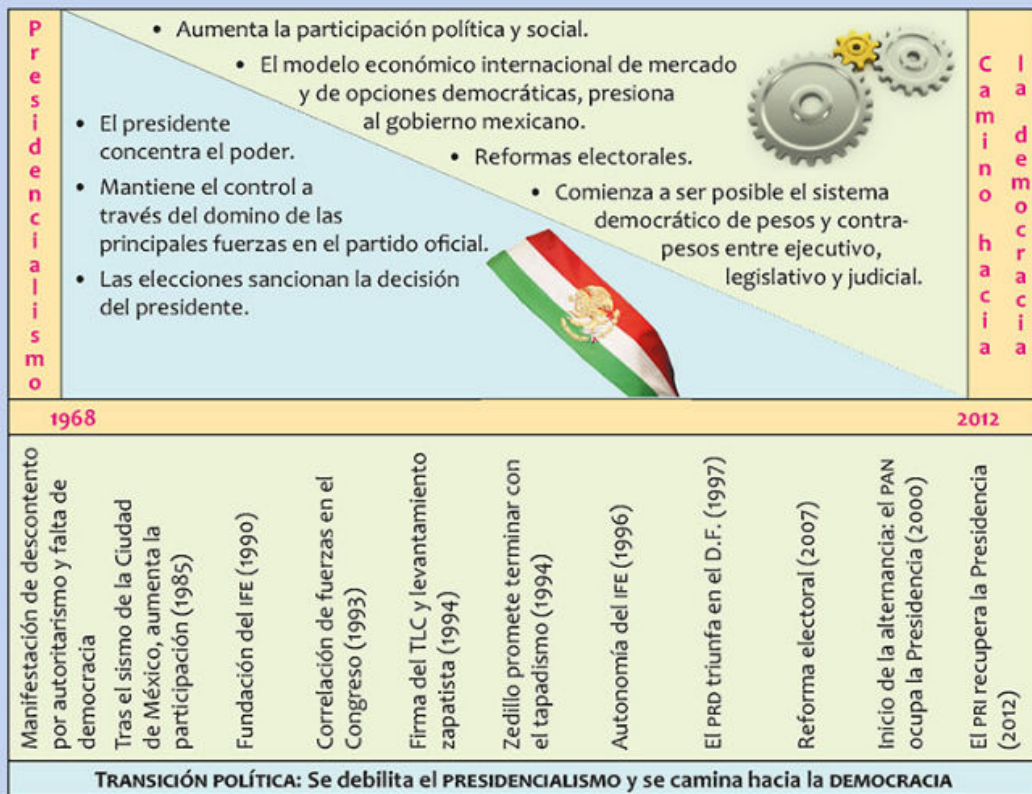 Presidencialismo
• Aumenta la participación política y social.
• El modelo económico internacional de mercado
y de opciones democráticas, presiona
al gobierno mexicano.
• Reformas electorales.
• Comienza a ser posible el sistema
democrático de pesos y contra-
pesos entre ejecutivo,
legislativo y judicial.
• El presidente
concentra el poder.
• Mantiene el control a
través del domino de las
principales fuerzas en el partido oficial.
• Las elecciones sancionan la decisión
del presidente.
Camino hacia
la democracia
1968
2012
Manifestación de descontento
por autoritarismo y falta de
democracia
Tras el sismo de la Ciudad
de México, aumenta la
participación (1985)
Fundación del IFE (1990)
Correlación de fuerzas en el
Congreso (1993)
Firma del TLC y levantamiento
zapatista (1994)
Zedillo promete terminar con
el tapadismo (1994)
Autonomía del IFE (1996)
El PRD triunfa en el D.F. (1997)
Reforma electoral (2007)
Inicio de la alternancia: el PAN
ocupa la Presidencia (2000)
El PRI recupera la Presidencia
(2012)
TRANSICIÓN POLÍTICA: Se debilita el PRESIDENCIALISMO y se camina hacia la DEMOCRACIA